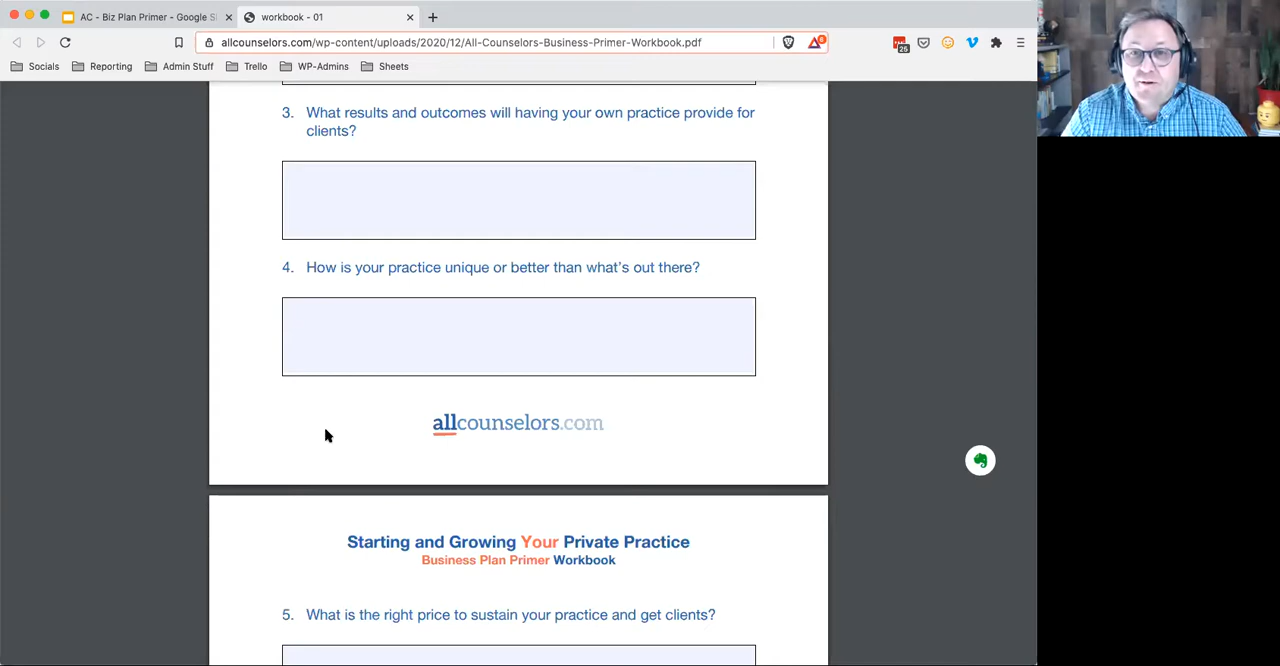 AC - Biz Plan Primer - Google Sl
workbook - 01
allcounselors.com/wp-content/uploads/2020/12/All-Counselors-Business-Primer-Workbook.pdf
6
26
Socials
Reporting
Admin Stuff
Trello
WP-Admins
Sheets
3. What results and outcomes will having your own practice provide for
clients?
4. How is your practice unique or better than what's out there?
allcounselors.com
Starting and Growing Your Private Practice
Business Plan Primer Workbook
5. What is the right price to sustain your practice and get clients?